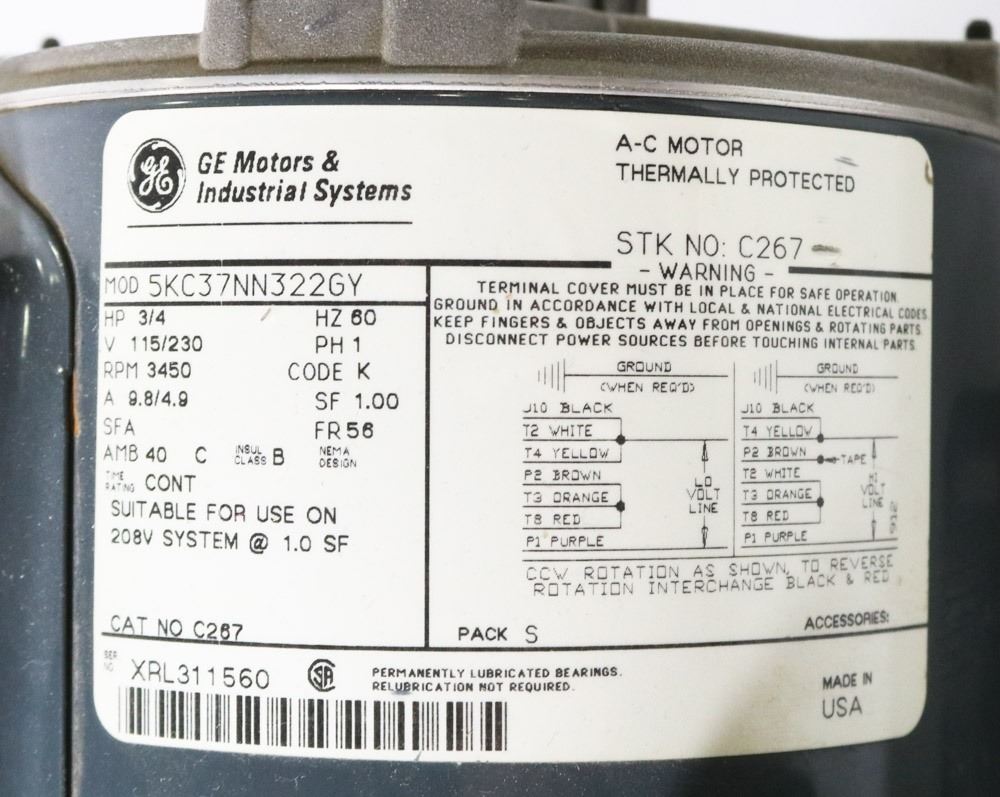 GE
GE Motors &
Industrial Systems
A-C MOTOR
THERMALLY PROTECTED
STK NO: C267
MOD 5KC37NN322GY
HP 3/4 HZ 60
V 115/230 PH 1
RPM 3450 CODE K
A 9.8/4.9 SF 1.00
SFA FR 56
AMB 40 C INSUL CLASS B NEMA DESIGN
TIME RATING CONT
SUITABLE FOR USE ON
208V SYSTEM @ 1.0 SF
CAT NO C267
- WARNING -
TERMINAL COVER MUST BE IN PLACE FOR SAFE OPERATION.
GROUND IN ACCORDANCE WITH LOCAL & NATIONAL ELECTRICAL CODES
KEEP FINGERS & OBJECTS AWAY FROM OPENINGS & ROTATING PARTS
DISCONNECT POWER SOURCES BEFORE TOUCHING INTERNAL PARTS.
GROUND
(WHEN REQ'D)
J10 BLACK
T2 WHITE
T4 YELLOW
P2 BROWN
T3 ORANGE
T8 RED
P1 PURPLE
LO
VOLT
LINE
GROUND
(WHEN REQ'D)
J10 BLACK
T4 YELLOW
P2 BROWN
TAPE
T2 WHITE
T3 ORANGE
T8 RED
P1 PURPLE
HI
VOLT
LINE
CCW ROTATION AS SHOWN, TO REVERSE
ROTATION INTERCHANGE BLACK & RED
PACK S
ACCESSORIES:
SER NO XRL311560
SA
PERMANENTLY LUBRICATED BEARINGS.
RELUBRICATION NOT REQUIRED.
MADE IN
USA